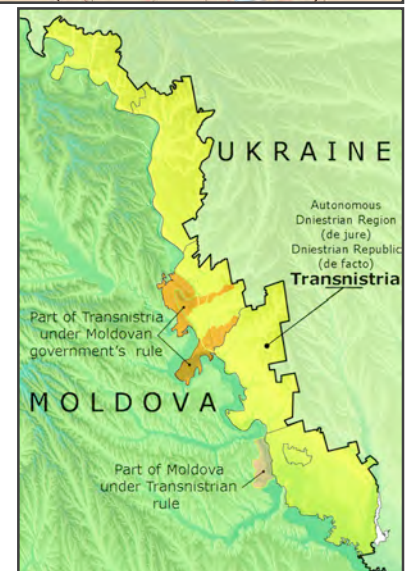 UKRAINE
Autonomous
Dniestrian Region
(de jure)
Dniestrian Republic
(de facto)
Transnistria
Part of Transnistria
under Moldovan
government's rule
MOLDOVA
Part of Moldova
under Transnistrian
rule